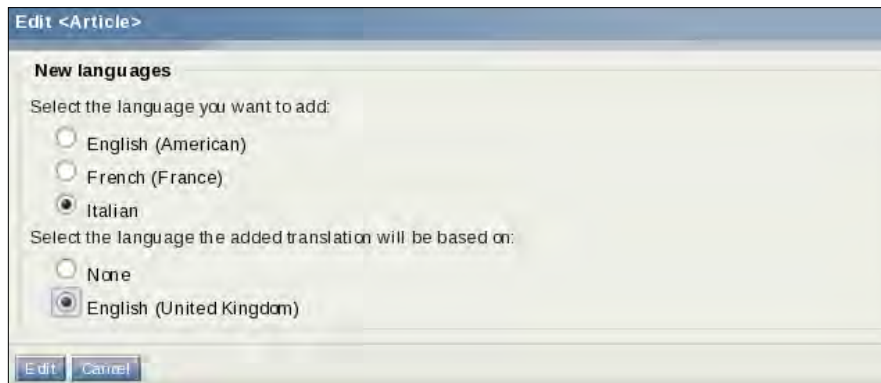 Edit <Article>
New languages
Select the language you want to add:
English (American)
French (France)
Italian
Select the language the added translation will be based on:
None
English (United Kingdom)
Edit Cancel